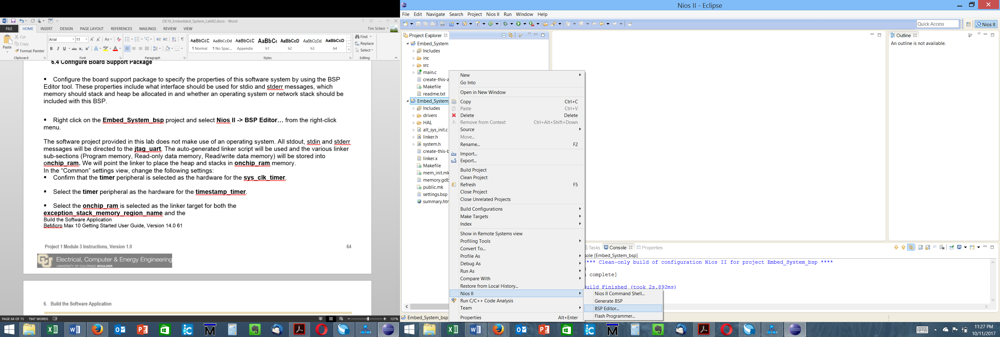 DE10_Embedded_System_LabR2.docx - Word
FILE HOME INSERT DESIGN PAGE LAYOUT REFERENCES MAILINGS REVIEW VIEW Tim Scherr
Paste
Cut
Copy
Format Painter
Clipboard
Arial 11
Font
Paragraph
AaBbCcD AaBbCcDd AaBbCcD AaBbC AaBbCcD AaBbCcDd. AaBbCcD
¶ Normal ¶ No Spac... Appendix h1 h2 h3 h4
Styles
Find
Replace
Select
Editing
6.4 Configure Board Support Package
▪ Configure the board support package to specify the properties of this software system by using the BSP
Editor tool. These properties include what interface should be used for stdio and stderr messages, which
memory should stack and heap be allocated in and whether an operating system or network stack should be
included with this BSP.
▪ Right click on the Embed_System_bsp project and select Nios II -> BSP Editor… from the right-click
menu.
The software project provided in this lab does not make use of an operating system. All stdout, stdin and stderr
messages will be directed to the jtag_uart. The auto-generated linker script will be used and the various linker
sub-sections (Program memory, Read-only data memory, Read/write data memory) will be stored into
onchip_ram. We will point the linker to place the heap and stacks in onchip_ram memory.
In the “Common” settings view, change the following settings:
▪ Confirm that the timer peripheral is selected as the hardware for the sys_clk_timer.
▪ Select the timer peripheral as the hardware for the timestamp_timer.
▪ Select the onchip_ram is selected as the linker target for both the
exception_stack_memory_region_name and the
Build the Software Application
BeMicro Max 10 Getting Started User Guide, Version 14.0 61
Project 1 Module 3 Instructions, Version 1.0 64
Electrical, Computer & Energy Engineering
UNIVERSITY OF COLORADO BOULDER
6. Build the Software Application
PAGE 64 OF 73 7947 WORDS 137%
Nios II - Eclipse
File Edit Navigate Search Project Nios II Run Window Help
Quick Access Nios II
Project Explorer
Embed_System
Includes
inc
src
main.c
create-this-a
Makefile
readme.txt
Embed_System_
Includes
drivers
HAL
alt_sys_init.c
linker.h
system.h
create-this-b
linker.x
Makefile
mem_init.mk
memory.gdb
public.mk
settings.bsp
summary.htm
Embed_System_bsp
New
Go Into
Open in New Window
Copy Ctrl+C
Paste Ctrl+V
Delete Delete
Remove from Context Ctrl+Alt+Shift+Down
Source
Move...
Rename... F2
Import...
Export...
Build Project
Clean Project
Refresh F5
Close Project
Close Unrelated Projects
Build Configurations
Make Targets
Index
Show in Remote Systems view
Profiling Tools
Convert To...
Profile As
Debug As
Run As
Compare With
Restore from Local History...
Nios II
Run C/C++ Code Analysis
Team
Properties Alt+Enter
Nios II Command Shell...
Generate BSP
BSP Editor...
Flash Programmer...
Outline
An outline is not available.
Tasks Console Properties
sole [Embed_System_bsp]
**** Clean-only build of configuration Nios II for project Embed_System_bsp ****
n
n complete]
Build Finished (took 2s.892ms)
11:27 PM
10/11/2017